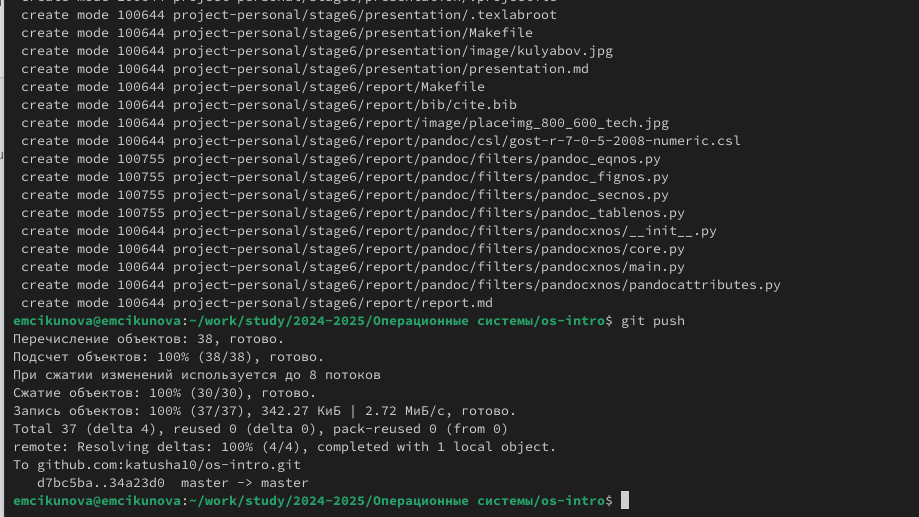 create mode 100644 project-personal/stage6/presentation/.texlabroot
create mode 100644 project-personal/stage6/presentation/Makefile
create mode 100644 project-personal/stage6/presentation/image/kulyabov.jpg
create mode 100644 project-personal/stage6/presentation/presentation.md
create mode 100644 project-personal/stage6/report/Makefile
create mode 100644 project-personal/stage6/report/bib/cite.bib
create mode 100644 project-personal/stage6/report/image/placeimg_800_600_tech.jpg
create mode 100644 project-personal/stage6/report/pandoc/csl/gost-r-7-0-5-2008-numeric.csl
create mode 100755 project-personal/stage6/report/pandoc/filters/pandoc_eqnos.py
create mode 100755 project-personal/stage6/report/pandoc/filters/pandoc_fignos.py
create mode 100755 project-personal/stage6/report/pandoc/filters/pandoc_secnos.py
create mode 100755 project-personal/stage6/report/pandoc/filters/pandoc_tablenos.py
create mode 100644 project-personal/stage6/report/pandoc/filters/pandocxnos/__init__.py
create mode 100644 project-personal/stage6/report/pandoc/filters/pandocxnos/core.py
create mode 100644 project-personal/stage6/report/pandoc/filters/pandocxnos/main.py
create mode 100644 project-personal/stage6/report/pandoc/filters/pandocxnos/pandocattributes.py
create mode 100644 project-personal/stage6/report/report.md
emcikunova@emcikunova:~/work/study/2024-2025/Операционные системы/os-intro$ git push
Перечисление объектов: 38, готово.
Подсчет объектов: 100% (38/38), готово.
При сжатии изменений используется до 8 потоков
Сжатие объектов: 100% (30/30), готово.
Запись объектов: 100% (37/37), 342.27 КиБ | 2.72 МиБ/с, готово.
Total 37 (delta 4), reused 0 (delta 0), pack-reused 0 (from 0)
remote: Resolving deltas: 100% (4/4), completed with 1 local object.
To github.com:katusha10/os-intro.git
d7bc5ba..34a23d0 master -> master
emcikunova@emcikunova:~/work/study/2024-2025/Операционные системы/os-intro$